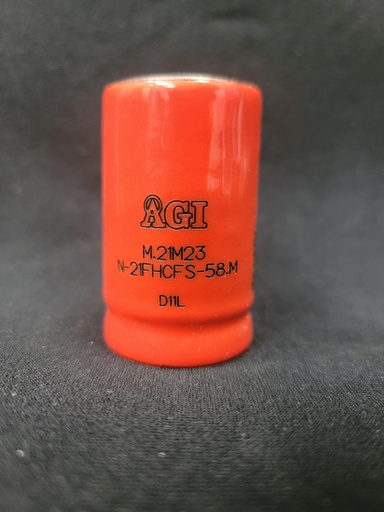 AGI
M.21M23
N-21FHCFS-58.M
D11L